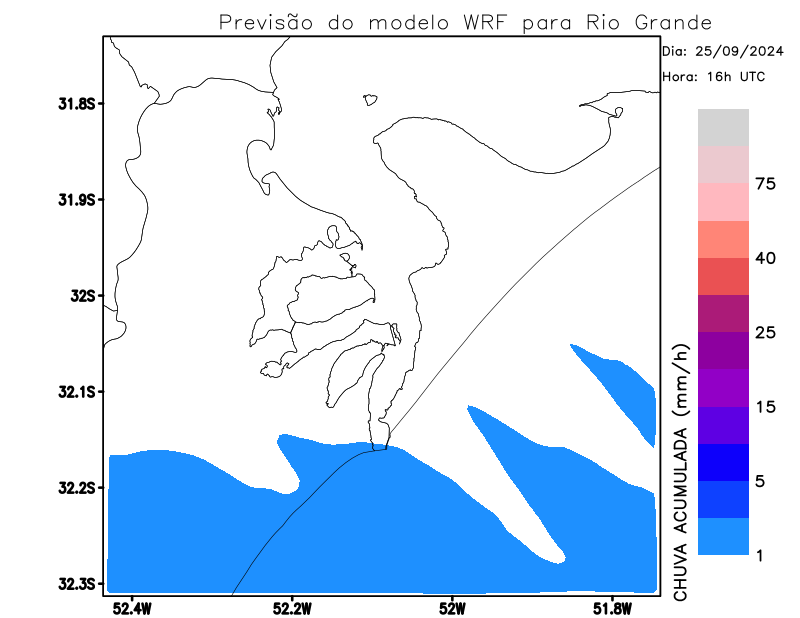 Previsão do modelo WRF para Rio Grande
Dia: 25/09/2024
Hora: 16h UTC
31.8S
31.9S
32S
32.1S
32.2S
32.3S
52.4W
52.2W
52W
51.8W
75
40
25
15
5
1
CHUVA ACUMULADA (mm/h)